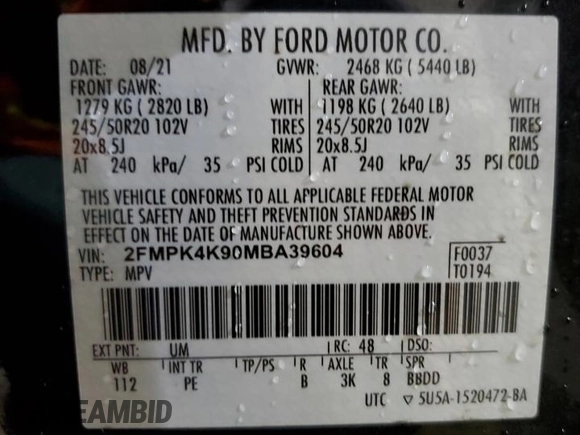 MFD. BY FORD MOTOR CO.
DATE: 08/21 GVWR: 2468 KG ( 5440 LB)
FRONT GAWR: REAR GAWR:
1279 KG ( 2820 LB) WITH 1198 KG ( 2640 LB) WITH
245/50R20 102V TIRES 245/50R20 102V TIRES
20x8.5J RIMS 20x8.5J RIMS
AT 240 kPa/ 35 PSI COLD AT 240 kPa/ 35 PSI COLD
THIS VEHICLE CONFORMS TO ALL APPLICABLE FEDERAL MOTOR
VEHICLE SAFETY AND THEFT PREVENTION STANDARDS IN
EFFECT ON THE DATE OF MANUFACTURE SHOWN ABOVE.
VIN: 2FMPK4K90MBA39604 F0037
TYPE: MPV T0194
EXT PNT: UM RC: 48 DSO:
WB INT TR TP/PS R AXLE TR SPR
112 PE B 3K 8 BBDD
UTC ▽ 5U5A-1520472-BA
EAMBID